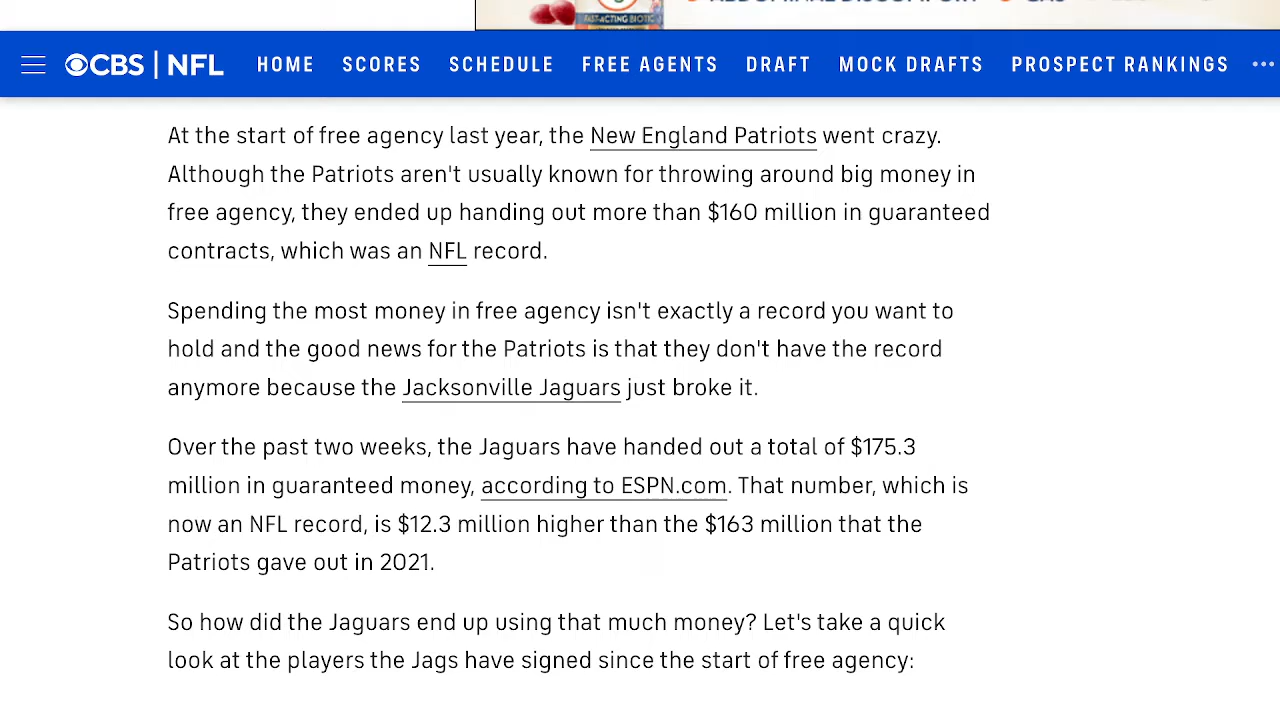 FAST-ACTING BIOTIC
CBS | NFL HOME SCORES SCHEDULE FREE AGENTS DRAFT MOCK DRAFTS PROSPECT RANKINGS ...
At the start of free agency last year, the New England Patriots went crazy.
Although the Patriots aren't usually known for throwing around big money in
free agency, they ended up handing out more than $160 million in guaranteed
contracts, which was an NFL record.
Spending the most money in free agency isn't exactly a record you want to
hold and the good news for the Patriots is that they don't have the record
anymore because the Jacksonville Jaguars just broke it.
Over the past two weeks, the Jaguars have handed out a total of $175.3
million in guaranteed money, according to ESPN.com. That number, which is
now an NFL record, is $12.3 million higher than the $163 million that the
Patriots gave out in 2021.
So how did the Jaguars end up using that much money? Let's take a quick
look at the players the Jags have signed since the start of free agency: